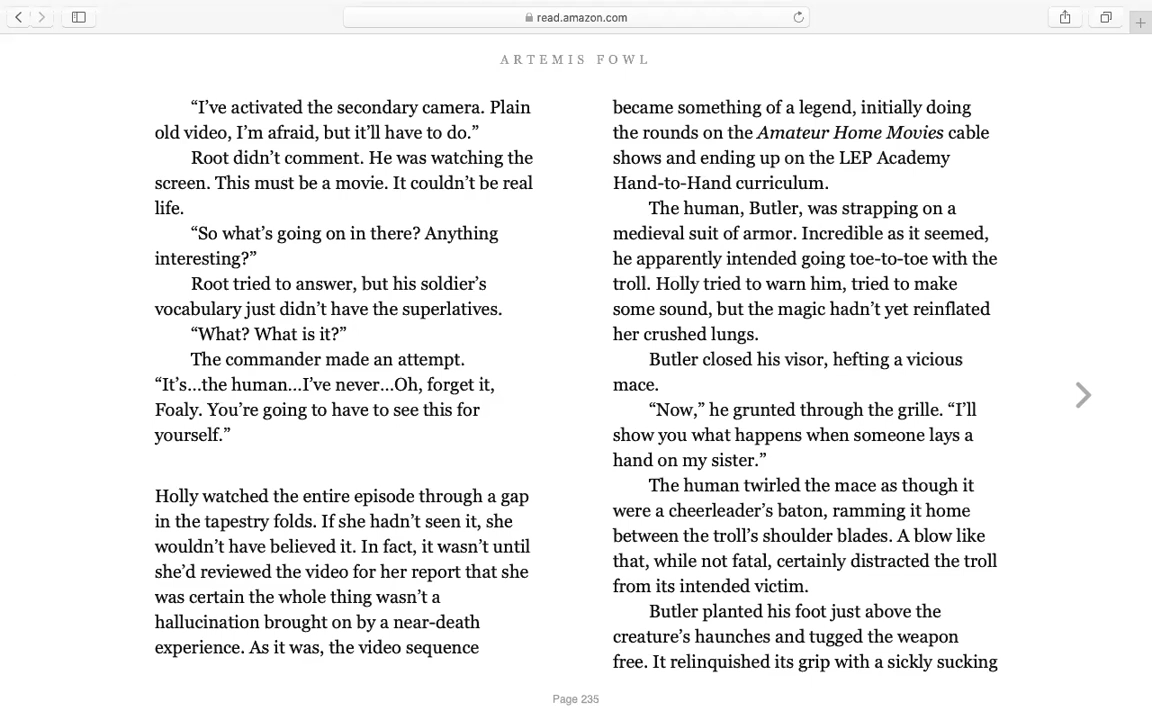 read.amazon.com
ARTEMIS FOWL
“I’ve activated the secondary camera. Plain
old video, I’m afraid, but it’ll have to do.”
Root didn’t comment. He was watching the
screen. This must be a movie. It couldn’t be real
life.
“So what’s going on in there? Anything
interesting?”
Root tried to answer, but his soldier’s
vocabulary just didn’t have the superlatives.
“What? What is it?”
The commander made an attempt.
“It’s...the human...I’ve never...Oh, forget it,
Foaly. You’re going to have to see this for
yourself.”
Holly watched the entire episode through a gap
in the tapestry folds. If she hadn’t seen it, she
wouldn’t have believed it. In fact, it wasn’t until
she’d reviewed the video for her report that she
was certain the whole thing wasn’t a
hallucination brought on by a near-death
experience. As it was, the video sequence
became something of a legend, initially doing
the rounds on the Amateur Home Movies cable
shows and ending up on the LEP Academy
Hand-to-Hand curriculum.
The human, Butler, was strapping on a
medieval suit of armor. Incredible as it seemed,
he apparently intended going toe-to-toe with the
troll. Holly tried to warn him, tried to make
some sound, but the magic hadn’t yet reinflated
her crushed lungs.
Butler closed his visor, hefting a vicious
mace.
“Now,” he grunted through the grille. “I’ll
show you what happens when someone lays a
hand on my sister.”
The human twirled the mace as though it
were a cheerleader’s baton, ramming it home
between the troll’s shoulder blades. A blow like
that, while not fatal, certainly distracted the troll
from its intended victim.
Butler planted his foot just above the
creature’s haunches and tugged the weapon
free. It relinquished its grip with a sickly sucking
Page 235